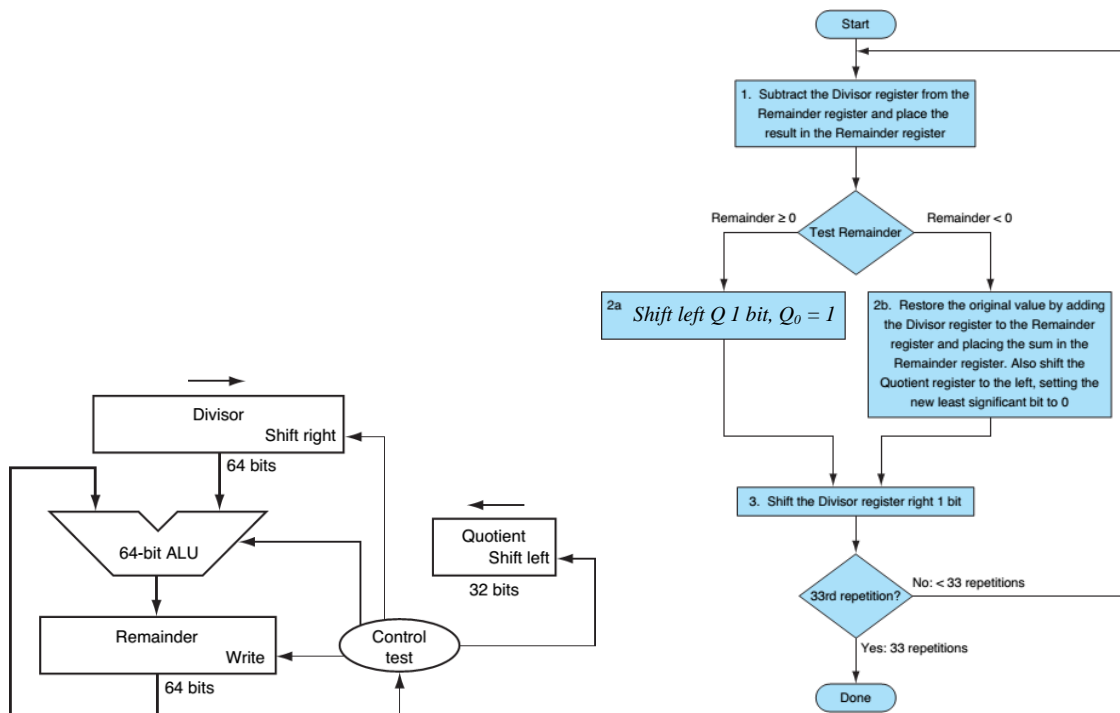 Divisor
Shift right
64 bits
64-bit ALU
Quotient
Shift left
32 bits
Remainder
Write
64 bits
Control
test
Start
1. Subtract the Divisor register from the
Remainder register and place the
result in the Remainder register
Remainder ≥ 0
Remainder < 0
Test Remainder
2a Shift left Q 1 bit, Q₀ = 1
2b. Restore the original value by adding
the Divisor register to the Remainder
register and placing the sum in the
Remainder register. Also shift the
Quotient register to the left, setting the
new least significant bit to 0
3. Shift the Divisor register right 1 bit
33rd repetition?
No: < 33 repetitions
Yes: 33 repetitions
Done